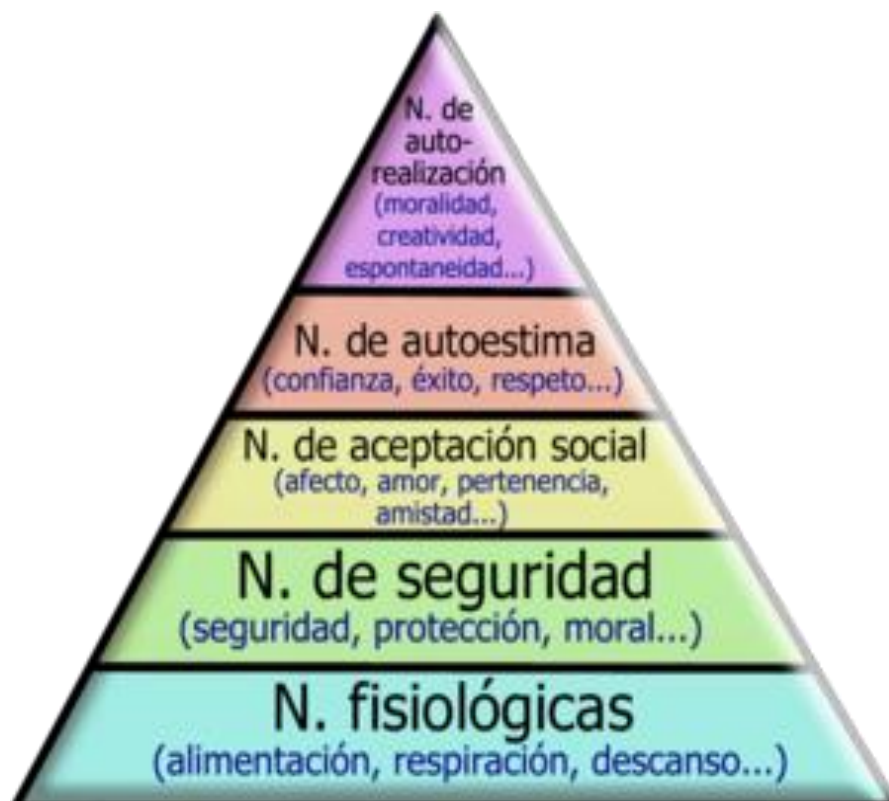 N. de
auto-
realización
(moralidad,
creatividad,
espontaneidad...)
N. de autoestima
(confianza, éxito, respeto...)
N. de aceptación social
(afecto, amor, pertenencia,
amistad...)
N. de seguridad
(seguridad, protección, moral...)
N. fisiológicas
(alimentación, respiración, descanso...)